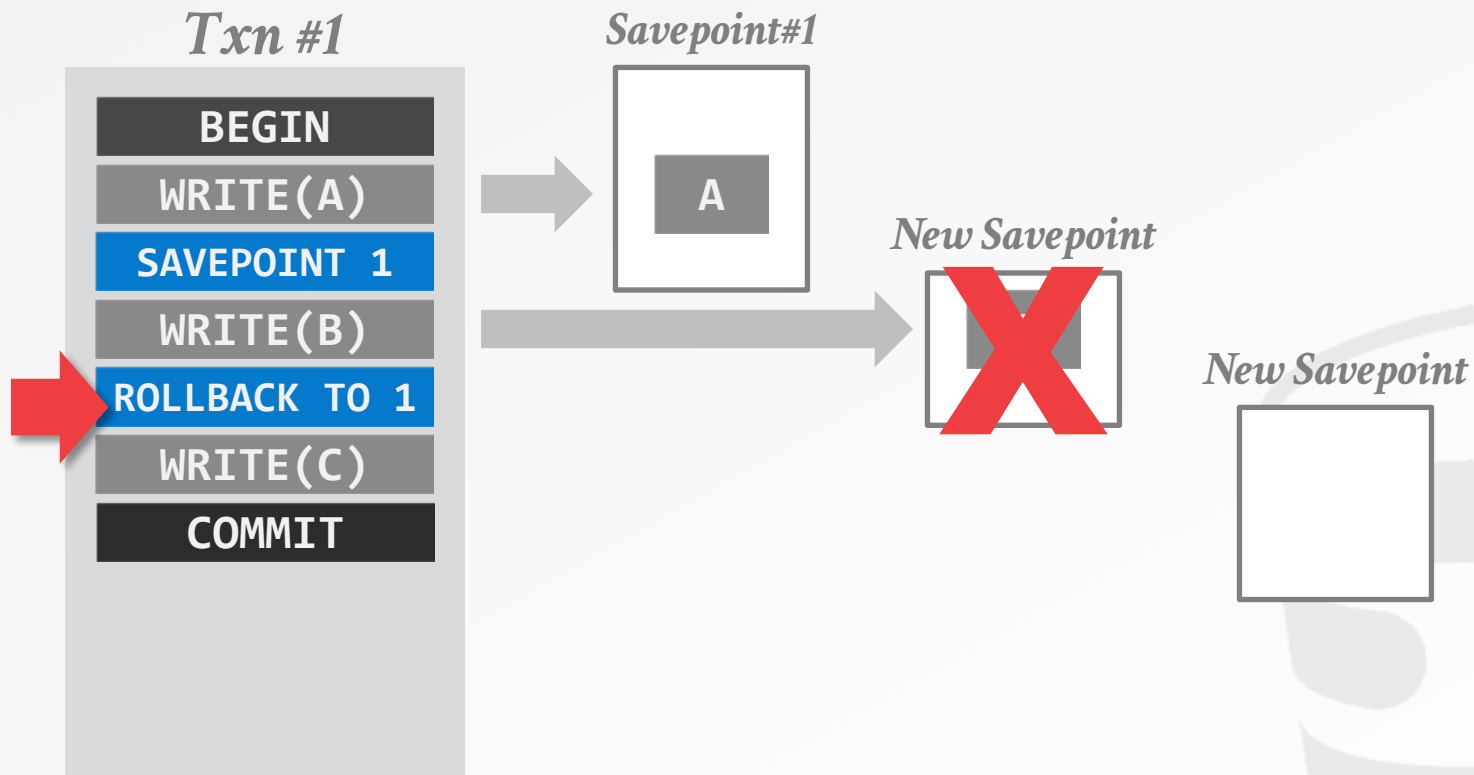 Txn #1
BEGIN
WRITE(A)
SAVEPOINT 1
WRITE(B)
ROLLBACK TO 1
WRITE(C)
COMMIT
Savepoint#1
A
New Savepoint
New Savepoint